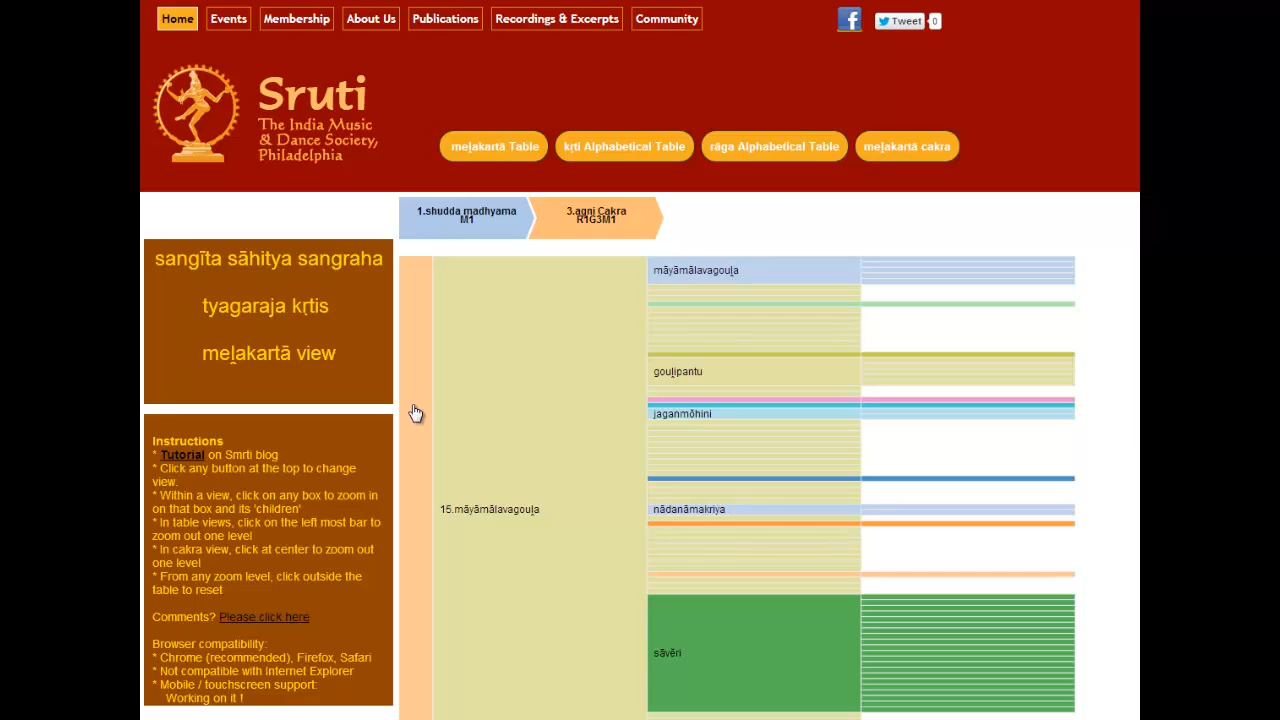 Home
Events
Membership
About Us
Publications
Recordings & Excerpts
Community
Tweet
0
Sruti
The India Music
& Dance Society,
Philadelphia
meḷakartā Table
kṛti Alphabetical Table
rāga Alphabetical Table
meḷakartā cakra
1.shudda madhyama
M1
3.agni Cakra
R1G3M1
sangīta sāhitya sangraha
tyagaraja kṛtis
meḻakartā view
Instructions
* Tutorial on Smrti blog
* Click any button at the top to change
view.
* Within a view, click on any box to zoom in
on that box and its 'children'
* In table views, click on the left most bar to
zoom out one level
* In cakra view, click at center to zoom out
one level
* From any zoom level, click outside the
table to reset
Comments? Please click here
Browser compatibility:
* Chrome (recommended), Firefox, Safari
* Not compatible with Internet Explorer
* Mobile / touchscreen support:
Working on it !
15.māyāmālavagouḻa
māyāmālavagouḻa
gouḻipantu
jaganmōhini
nādanāmakriya
sāvēri